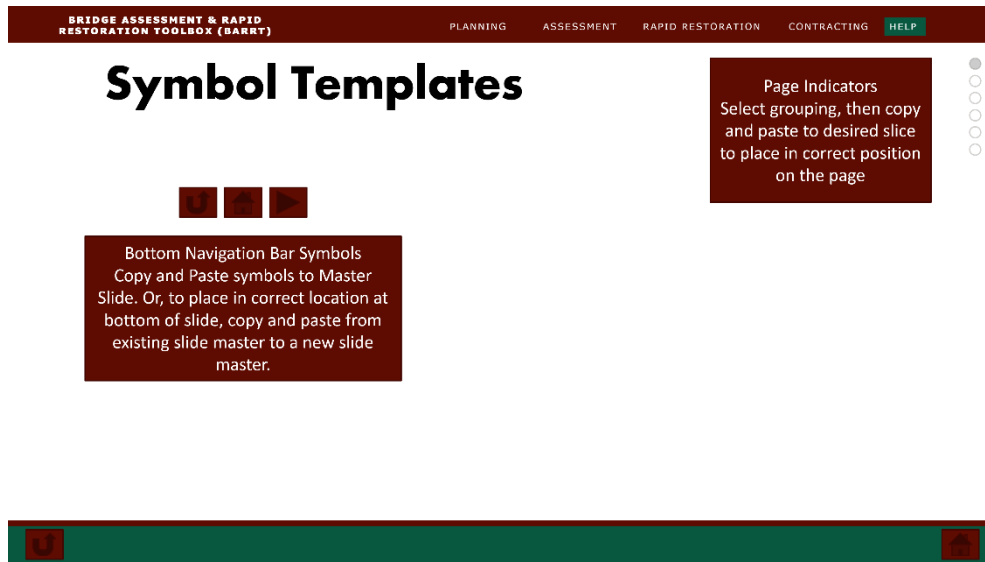 BRIDGE ASSESSMENT & RAPID
RESTORATION TOOLBOX (BARRT)
PLANNING ASSESSMENT RAPID RESTORATION CONTRACTING HELP
Symbol Templates
Page Indicators
Select grouping, then copy
and paste to desired slice
to place in correct position
on the page
Bottom Navigation Bar Symbols
Copy and Paste symbols to Master
Slide. Or, to place in correct location at
bottom of slide, copy and paste from
existing slide master to a new slide
master.